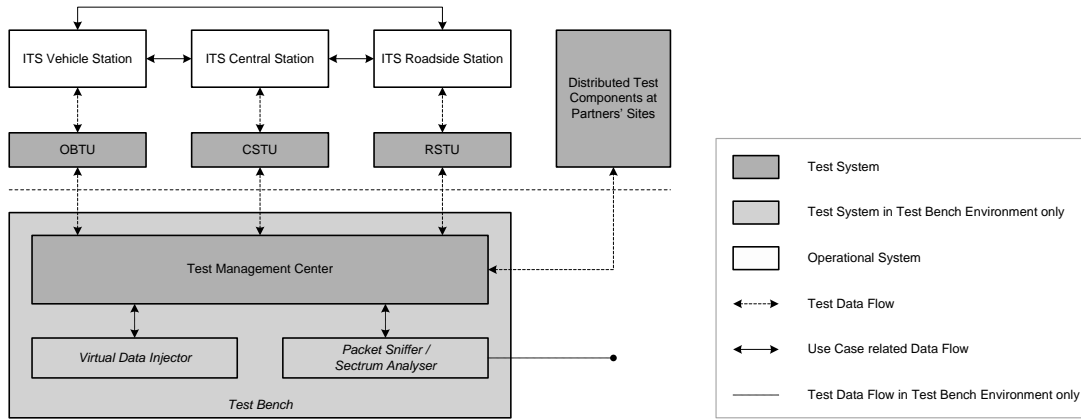 ITS Vehicle Station
ITS Central Station
ITS Roadside Station
Distributed Test
Components at
Partners' Sites
OBTU
CSTU
RSTU
Test Management Center
Virtual Data Injector
Packet Sniffer /
Sectrum Analyser
Test Bench
Test System
Test System in Test Bench Environment only
Operational System
Test Data Flow
Use Case related Data Flow
Test Data Flow in Test Bench Environment only